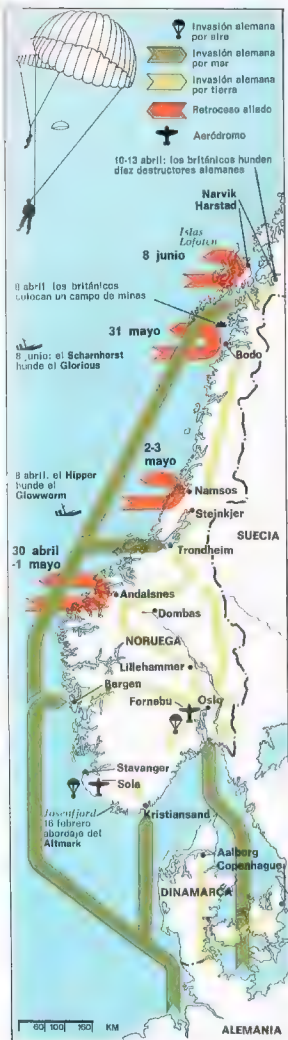 Invasión alemana
por aire
Invasión alemana
por mar
Invasión alemana
por tierra
Retroceso aliado
Aeródromo
10-13 abril: los británicos hunden
diez destructores alemanes
Narvik
Harstad
Islas
Lofoten
8 junio
8 abril los británicos
colocan un campo de minas
31 mayo
Bodo
8 junio: el Scharnhorst
hunde el Glorious
2-3
mayo
8 abril. el Hipper
hunde el
Glowworm
Namsos
Steinkjer
SUECIA
30 abril
-1 mayo
Trondheim
Andalsnes
Dombas
NORUEGA
Lillehammer
Bergen
Fornebu
Oslo
Stavanger
Sola
Jossenfjord
16 febrero
abordaje del
Altmark
Kristiansand
Aalborg
Copenhague
DINAMARCA
60 100 160 KM
ALEMANIA